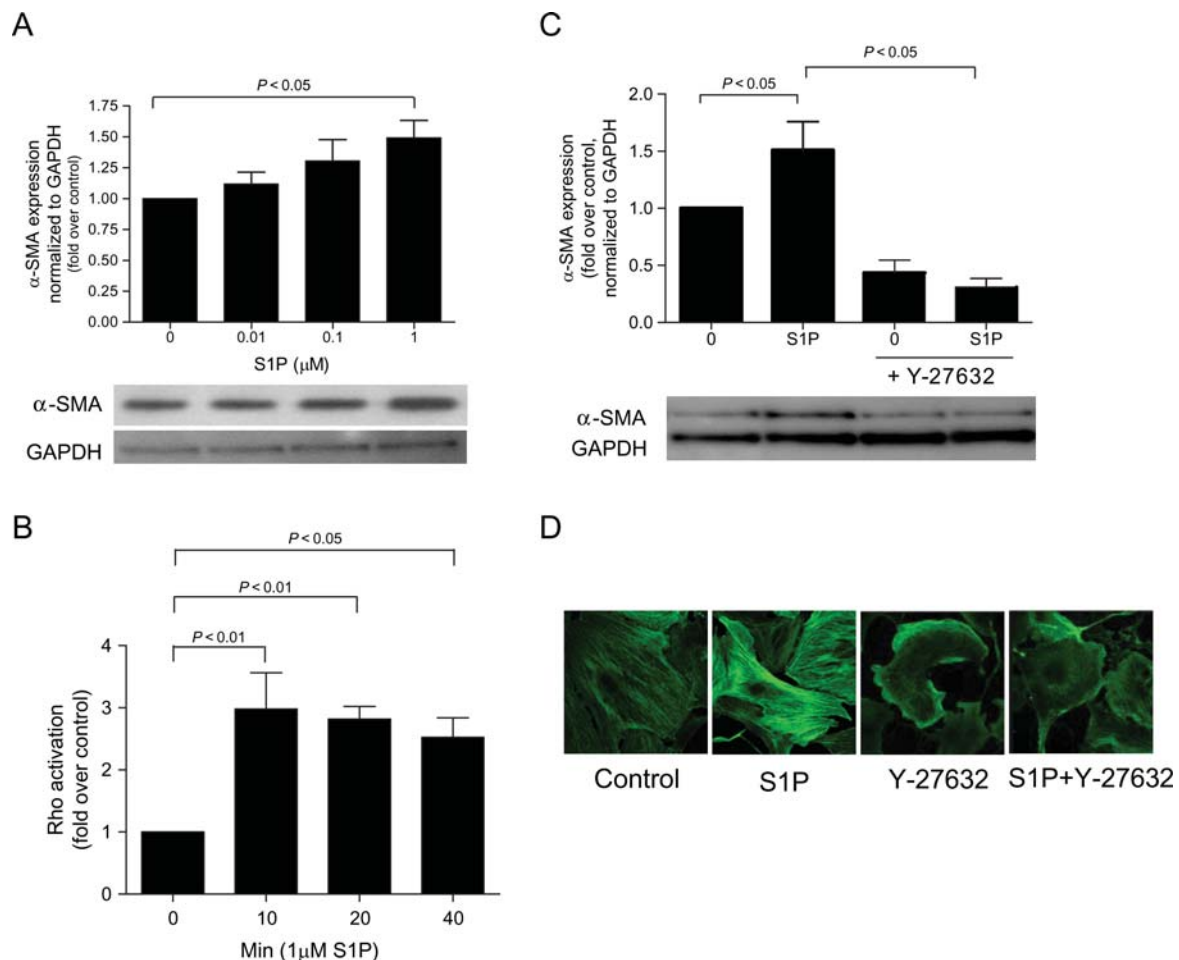 A
P < 0.05
α-SMA expression
normalized to GAPDH
(fold over control)
1.75
1.50
1.25
1.00
0.75
0.50
0.25
0.00
0 0.01 0.1 1
S1P (μM)
α-SMA
GAPDH
B
P < 0.05
P < 0.01
P < 0.01
Rho activation
(fold over control)
4
3
2
1
0
0 10 20 40
Min (1μM S1P)
C
P < 0.05
P < 0.05
α-SMA expression
(fold over control,
normalized to GAPDH
2.0
1.5
1.0
0.5
0.0
0 S1P 0 S1P
+ Y-27632
α-SMA
GAPDH
D
Control S1P Y-27632 S1P+Y-27632